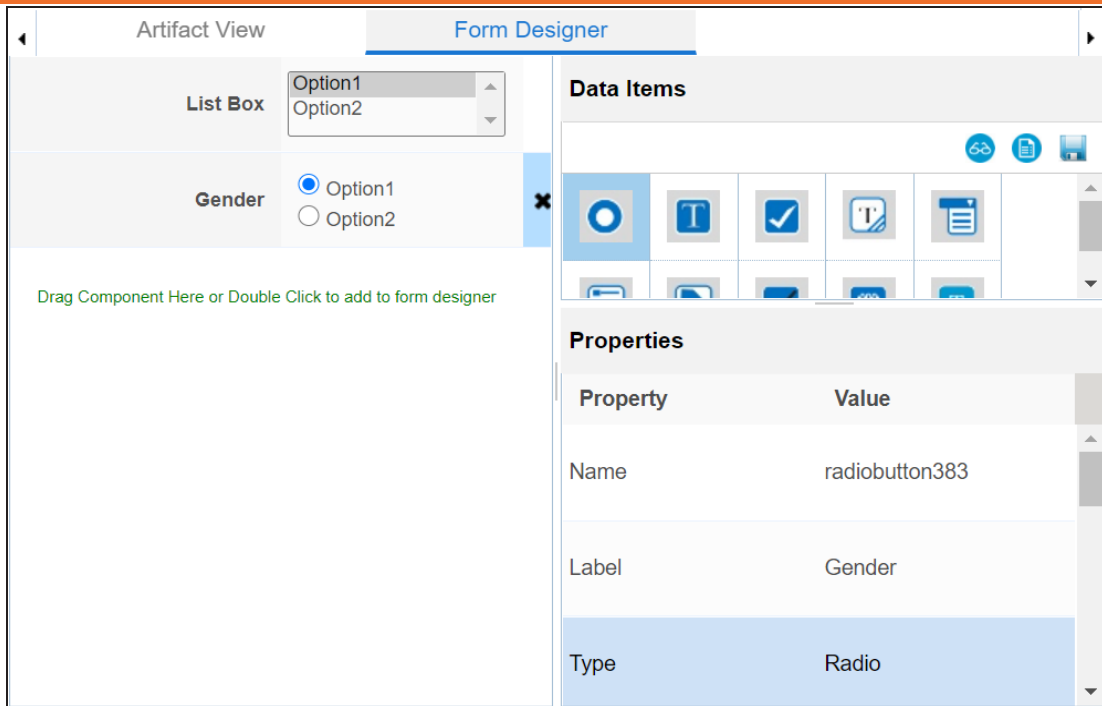 Artifact View
Form Designer
List Box
Option1
Option2
Gender
Option1
Option2
Drag Component Here or Double Click to add to form designer
Data Items
T
T
Properties
Property Value
Name radiobutton383
Label Gender
Type Radio